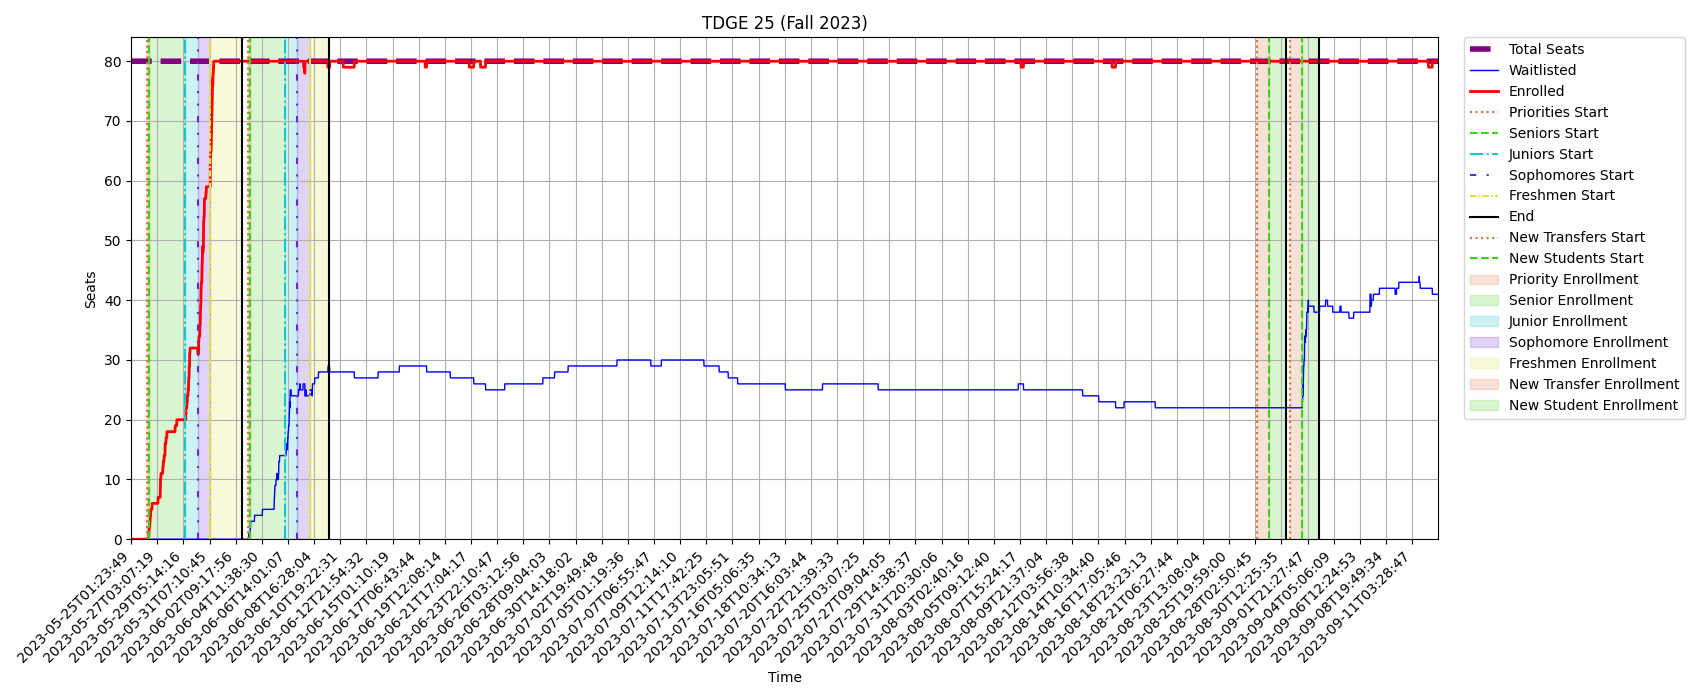 TDGE 25 (Fall 2023)
Seats
80
70
60
50
40
30
20
10
0
2023-05-25T01:23:49
2023-05-27T03:07:19
2023-05-29T05:14:16
2023-05-31T07:10:45
2023-06-02T09:17:56
2023-06-04T11:38:30
2023-06-06T14:01:07
2023-06-08T16:28:04
2023-06-10T19:22:31
2023-06-12T21:54:32
2023-06-15T01:10:19
2023-06-17T06:43:44
2023-06-19T12:08:14
2023-06-21T17:04:17
2023-06-23T22:10:47
2023-06-26T03:12:56
2023-06-28T09:04:03
2023-06-30T14:18:02
2023-07-02T19:49:48
2023-07-05T01:19:36
2023-07-07T06:55:47
2023-07-09T12:14:10
2023-07-11T17:42:25
2023-07-13T23:05:51
2023-07-16T05:06:35
2023-07-18T10:34:13
2023-07-20T16:03:44
2023-07-22T21:39:33
2023-07-25T03:07:25
2023-07-27T09:04:05
2023-07-29T14:38:37
2023-07-31T20:30:06
2023-08-03T02:40:16
2023-08-05T09:12:40
2023-08-07T15:24:17
2023-08-09T21:37:04
2023-08-12T03:56:38
2023-08-14T10:34:40
2023-08-16T17:05:46
2023-08-18T23:23:13
2023-08-21T06:27:44
2023-08-23T13:08:04
2023-08-25T19:59:00
2023-08-28T02:50:45
2023-08-30T12:25:35
2023-09-01T21:27:47
2023-09-04T05:06:09
2023-09-06T12:24:53
2023-09-08T19:49:34
2023-09-11T03:28:47
Time
Total Seats
Waitlisted
Enrolled
Priorities Start
Seniors Start
Juniors Start
Sophomores Start
Freshmen Start
End
New Transfers Start
New Students Start
Priority Enrollment
Senior Enrollment
Junior Enrollment
Sophomore Enrollment
Freshmen Enrollment
New Transfer Enrollment
New Student Enrollment